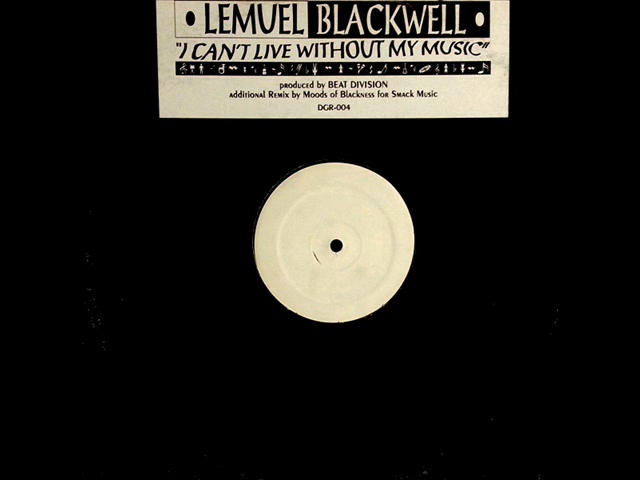 LEMUEL BLACKWELL
"I CAN'T LIVE WITHOUT MY MUSIC"
produced by BEAT DIVISION
additional Remix by Moods of Blackness for Smack Music
DGR-004